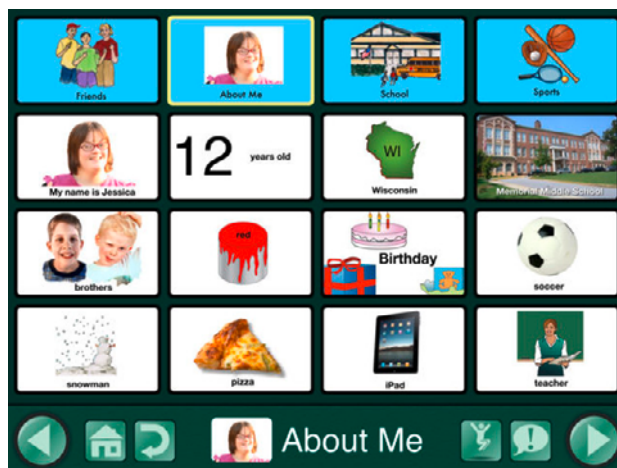 Friends
About Me
School
Sports
My name is Jessica
12 years old
WI
Wisconsin
Memorial Middle School
brothers
red
Birthday
soccer
snowman
pizza
iPad
teacher
About Me